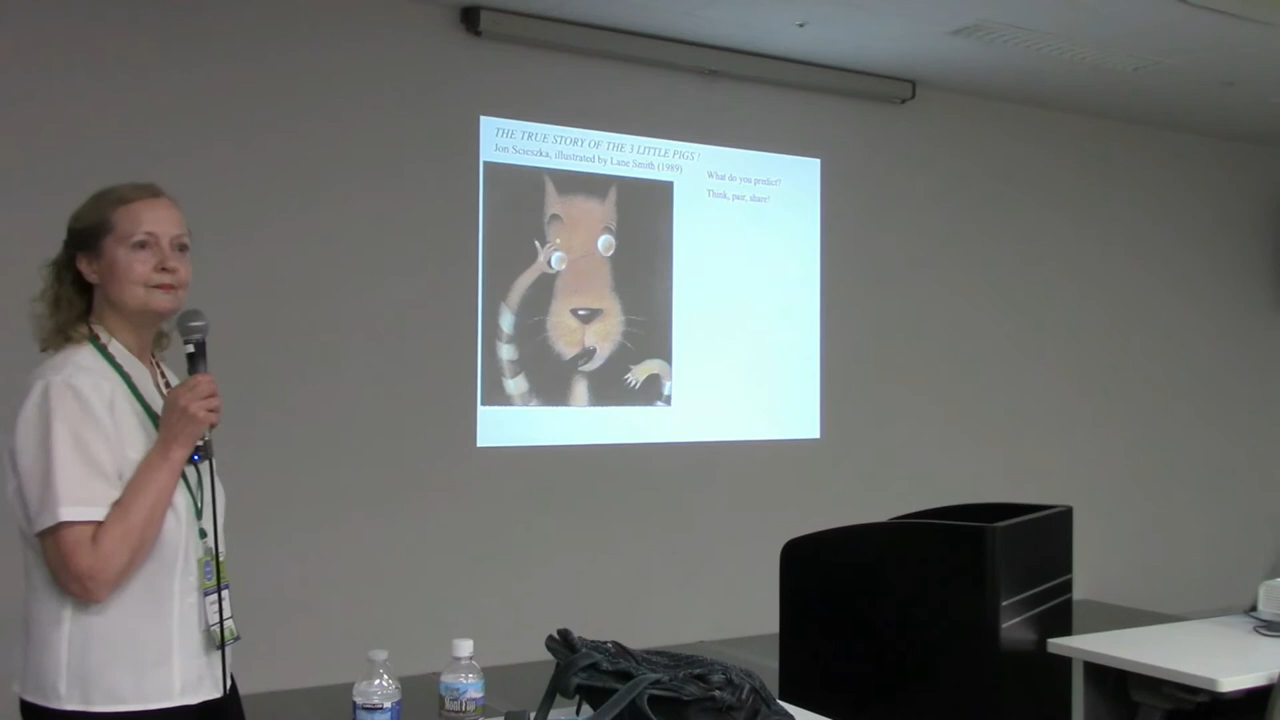 THE TRUE STORY OF THE 3 LITTLE PIGS !
Jon Scieszka, illustrated by Lane Smith (1989)
What do you predict?
Think, pair, share!